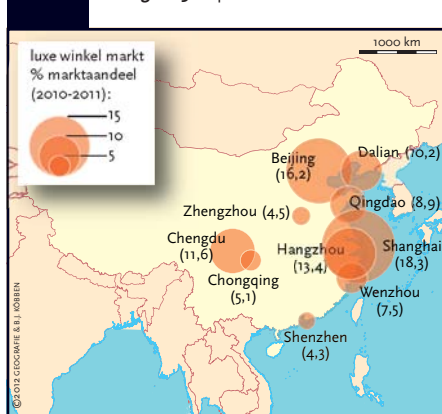 1000 km
luxe winkel markt
% marktaandeel
(2010-2011):
15
10
5
Beijing
(16,2)
Dalian (10,2)
Qingdao (8,9)
Zhengzhou (4,5)
Chengdu
(11,6)
Hangzhou
(13,4)
Shanghai
(18,3)
Chongqing
(5,1)
Wenzhou
(7,5)
Shenzhen
(4,3)
©2012 GEOGRAFIE & B.J. KÖBBEN